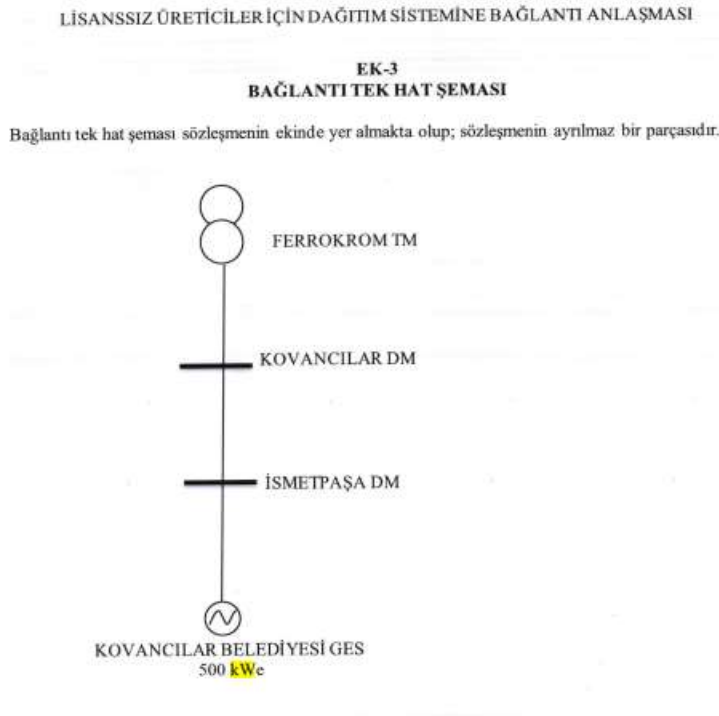 LİSANSSIZ ÜRETİCİLER İÇİN DAĞITIM SİSTEMİNE BAĞLANTI ANLAŞMASI
EK-3
BAĞLANTI TEK HAT ŞEMASI
Bağlantı tek hat şeması sözleşmenin ekinde yer almakta olup; sözleşmenin ayrılmaz bir parçasıdır.
FERROKROM TM
KOVANCILAR DM
İSMETPAŞA DM
KOVANCILAR BELEDİYESİ GES
500 kWe